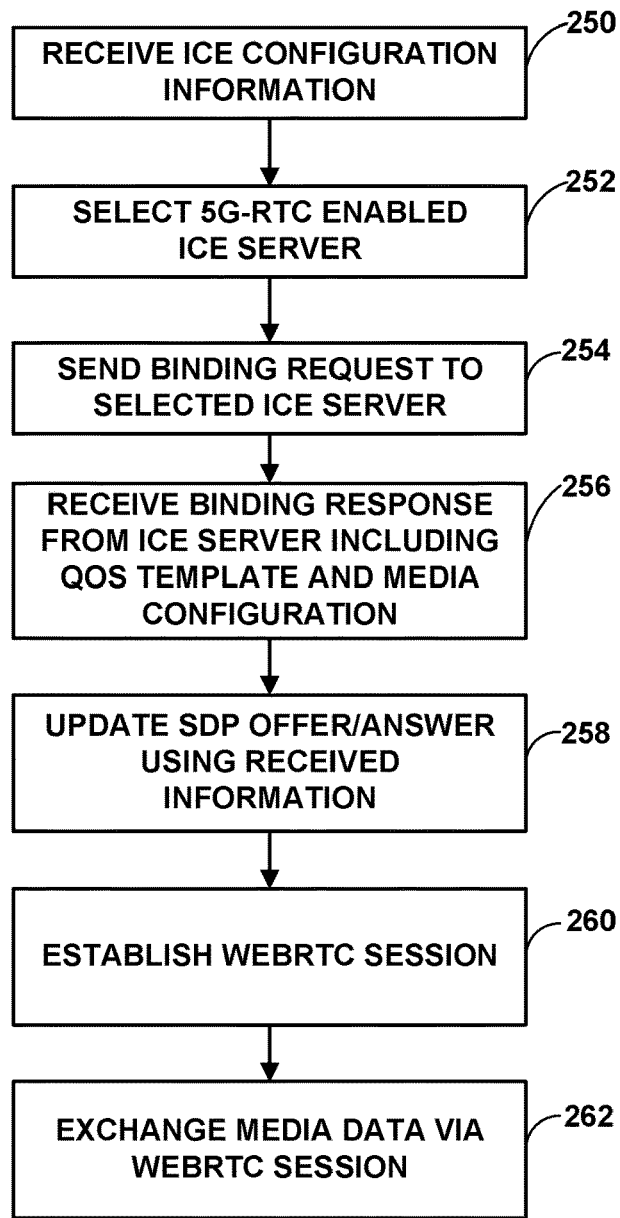 250
RECEIVE ICE CONFIGURATION
INFORMATION
252
SELECT 5G-RTC ENABLED
ICE SERVER
254
SEND BINDING REQUEST TO
SELECTED ICE SERVER
256
RECEIVE BINDING RESPONSE
FROM ICE SERVER INCLUDING
QOS TEMPLATE AND MEDIA
CONFIGURATION
258
UPDATE SDP OFFER/ANSWER
USING RECEIVED
INFORMATION
260
ESTABLISH WEBRTC SESSION
262
EXCHANGE MEDIA DATA VIA
WEBRTC SESSION